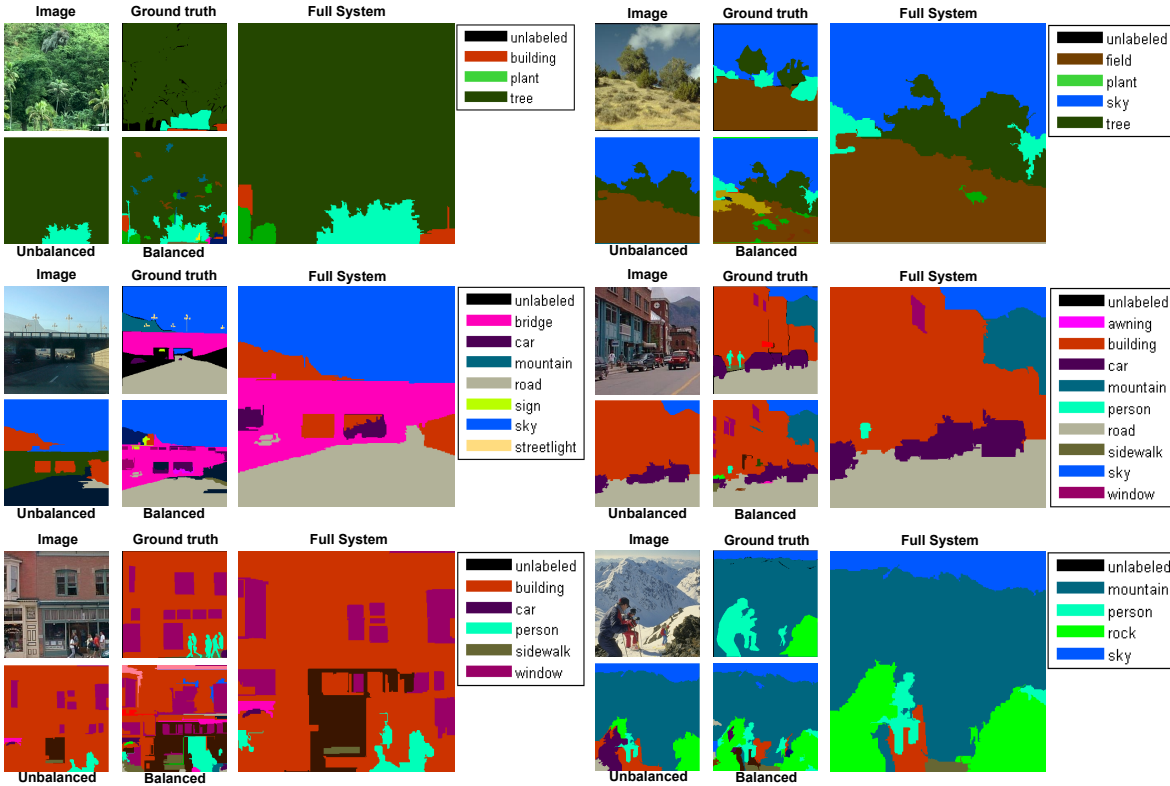 Image Ground truth Full System
unlabeled
building
plant
tree
Unbalanced Balanced
Image Ground truth Full System
unlabeled
field
plant
sky
tree
Unbalanced Balanced
Image Ground truth Full System
unlabeled
bridge
car
mountain
road
sign
sky
streetlight
Unbalanced Balanced
Image Ground truth Full System
unlabeled
awning
building
car
mountain
person
road
sidewalk
sky
window
Unbalanced Balanced
Image Ground truth Full System
unlabeled
building
car
person
sidewalk
window
Unbalanced Balanced
Image Ground truth Full System
unlabeled
mountain
person
rock
sky
Unbalanced Balanced